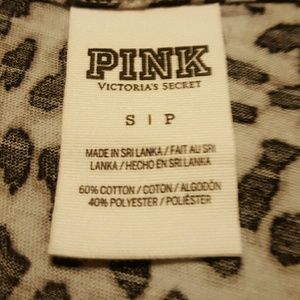 PINK
VICTORIA'S SECRET
S | P
MADE IN SRI LANKA / FAIT AU SRI
LANKA / HECHO EN SRI LANKA
60% COTTON / COTON / ALGODÓN
40% POLYESTER / POLIÉSTER